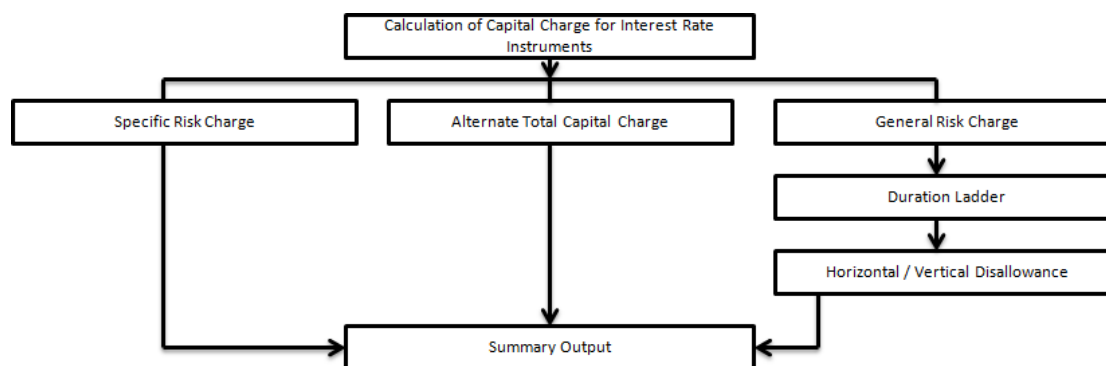 Calculation of Capital Charge for Interest Rate
Instruments
Specific Risk Charge
Alternate Total Capital Charge
General Risk Charge
Duration Ladder
Horizontal / Vertical Disallowance
Summary Output